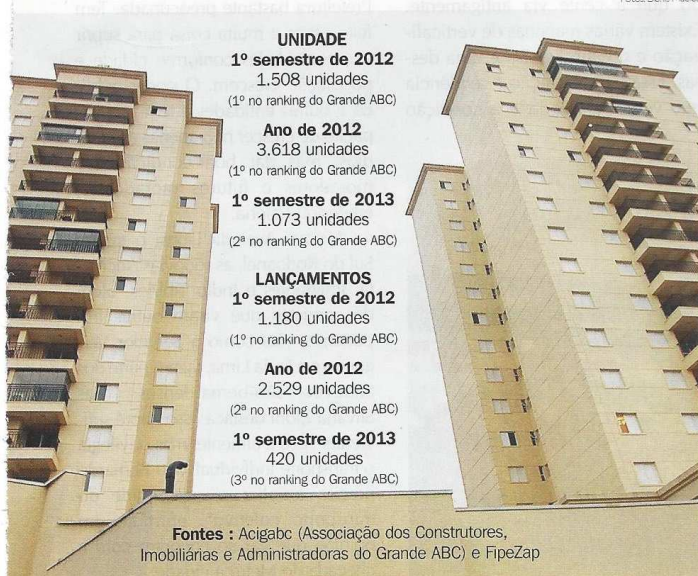 UNIDADE
1º semestre de 2012
1.508 unidades
(1º no ranking do Grande ABC)
Ano de 2012
3.618 unidades
(1º no ranking do Grande ABC)
1º semestre de 2013
1.073 unidades
(2ª no ranking do Grande ABC)
LANÇAMENTOS
1º semestre de 2012
1.180 unidades
(1º no ranking do Grande ABC)
Ano de 2012
2.529 unidades
(2ª no ranking do Grande ABC)
1º semestre de 2013
420 unidades
(3º no ranking do Grande ABC)
Fontes : Acigabc (Associação dos Construtores,
Imobiliárias e Administradoras do Grande ABC) e FipeZap